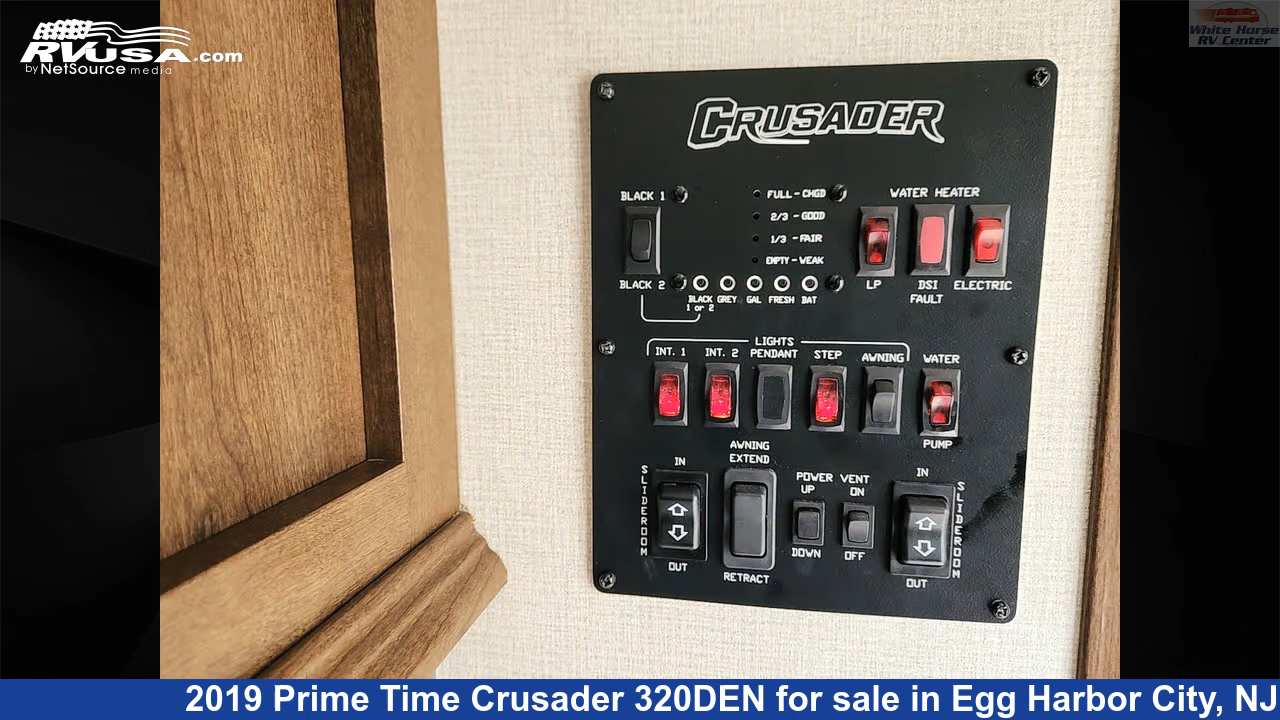 RVUSA.com
by NetSource media
White Horse
RV Center
CRUSADER
BLACK 1
BLACK 2
FULL - CHGD
2/3 - GOOD
1/3 - FAIR
EMPTY - WEAK
BLACK
1 or 2
GREY
GAL
FRESH
BAT
WATER HEATER
LP
DSI
FAULT
ELECTRIC
LIGHTS
INT. 1
INT. 2
PENDANT
STEP
AWNING
WATER
PUMP
AWNING
EXTEND
RETRACT
SLIDEROOM
IN
OUT
POWER VENT
UP
ON
DOWN
OFF
IN
OUT
SLIDEROOM
2019 Prime Time Crusader 320DEN for sale in Egg Harbor City, NJ